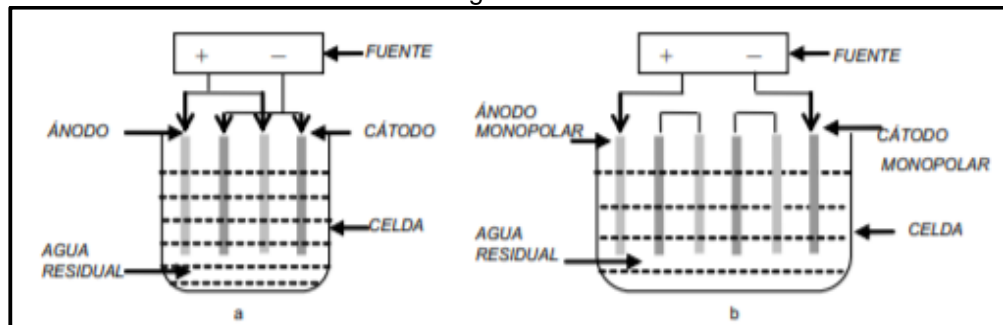 + − FUENTE
ÁNODO
CÁTODO
CELDA
AGUA
RESIDUAL
a
+ − FUENTE
ÁNODO
MONOPOLAR
CÁTODO
MONOPOLAR
AGUA
RESIDUAL
CELDA
b